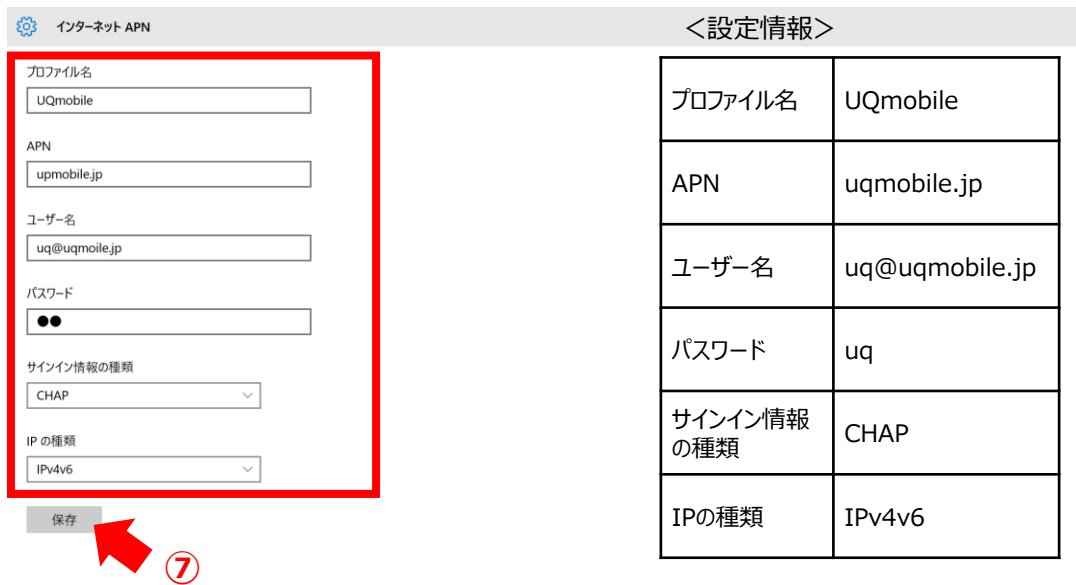 インターネット APN
プロファイル名
UQmobile
APN
upmobile.jp
ユーザー名
uq@uqmoile.jp
パスワード
●●
サインイン情報の種類
CHAP
IP の種類
IPv4v6
保存
⑦
＜設定情報＞
プロファイル名 UQmobile
APN uqmobile.jp
ユーザー名 uq@uqmobile.jp
パスワード uq
サインイン情報
の種類 CHAP
IPの種類 IPv4v6